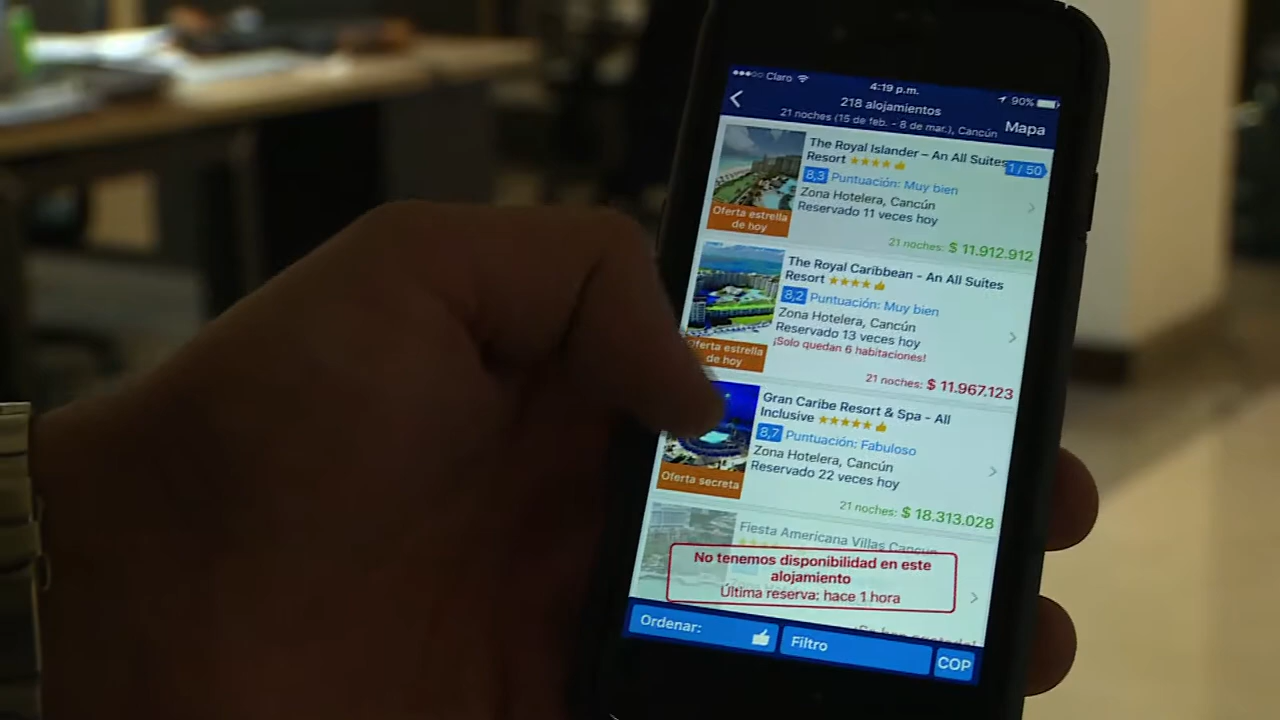 Claro
4:19 p.m.
90%
218 alojamientos
21 noches (15 de feb. - 8 de mar.), Cancún
Mapa
The Royal Islander – An All Suites
Resort
1 / 50
8,3 Puntuación: Muy bien
Zona Hotelera, Cancún
Reservado 11 veces hoy
Oferta estrella
de hoy
21 noches: $ 11.912.912
The Royal Caribbean - An All Suites
Resort
8,2 Puntuación: Muy bien
Zona Hotelera, Cancún
Reservado 13 veces hoy
¡Solo quedan 6 habitaciones!
Oferta estrella
de hoy
21 noches: $ 11.967.123
Gran Caribe Resort & Spa - All
Inclusive
8,7 Puntuación: Fabuloso
Zona Hotelera, Cancún
Reservado 22 veces hoy
Oferta secreta
21 noches: $ 18.313.028
Fiesta Americana Villas Cancun
No tenemos disponibilidad en este
alojamiento
Última reserva: hace 1 hora
Ordenar:
Filtro
COP